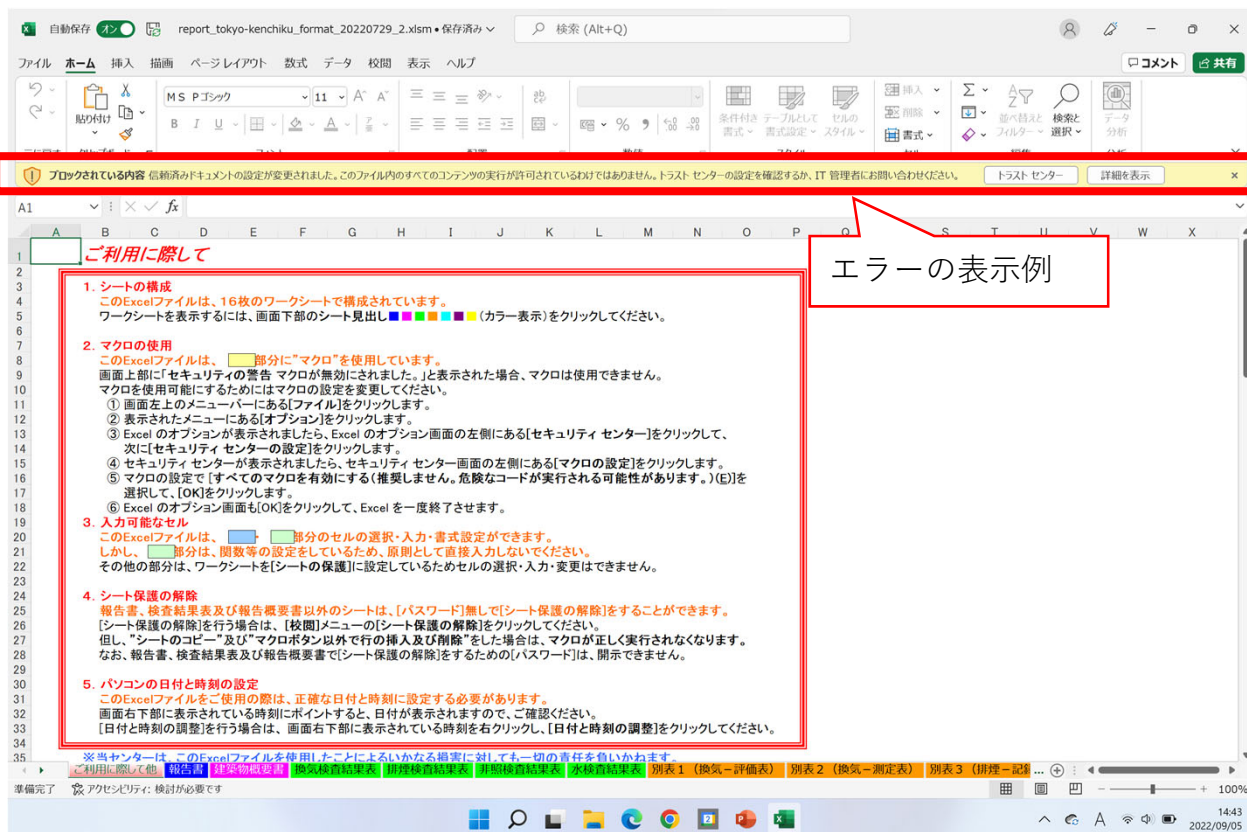 自動保存 オン report_tokyo-kenchiku_format_20220729_2.xlsm • 保存済み 検索 (Alt+Q)
ファイル ホーム 挿入 描画 ページ レイアウト 数式 データ 校閲 表示 ヘルプ コメント 共有
貼り付け MS Pゴシック 11 条件付き書式 テーブルとして書式設定 セルのスタイル 挿入 削除 書式 並べ替えとフィルター 検索と選択 データ分析
ブロックされている内容 信頼済みドキュメントの設定が変更されました。このファイル内のすべてのコンテンツの実行が許可されているわけではありません。トラスト センターの設定を確認するか、IT 管理者にお問い合わせください。 トラスト センター 詳細を表示
A1 fx
A B C D E F G H I J K L M N O P Q S T U V W X
エラーの表示例
1 ご利用に際して
2
3 1. シートの構成
4 このExcelファイルは、16枚のワークシートで構成されています。
5 ワークシートを表示するには、画面下部のシート見出し■■■■■■■(カラー表示)をクリックしてください。
6
7 2. マクロの使用
8 このExcelファイルは、 部分に"マクロ"を使用しています。
9 画面上部に「セキュリティの警告 マクロが無効にされました。」と表示された場合、マクロは使用できません。
10 マクロを使用可能にするためにはマクロの設定を変更してください。
11 ① 画面左上のメニューバーにある[ファイル]をクリックします。
12 ② 表示されたメニューにある[オプション]をクリックします。
13 ③ Excel のオプションが表示されましたら、Excel のオプション画面の左側にある[セキュリティ センター]をクリックして、
14 次に[セキュリティ センターの設定]をクリックします。
15 ④ セキュリティ センターが表示されましたら、セキュリティ センター画面の左側にある[マクロの設定]をクリックします。
16 ⑤ マクロの設定で [すべてのマクロを有効にする(推奨しません。危険なコードが実行される可能性があります。)(E)]を
17 選択して、[OK]をクリックします。
18 ⑥ Excel のオプション画面も[OK]をクリックして、Excel を一度終了させます。
19 3. 入力可能なセル
20 このExcelファイルは、 ・ 部分のセルの選択・入力・書式設定ができます。
21 しかし、 部分は、関数等の設定をしているため、原則として直接入力しないでください。
22 その他の部分は、ワークシートを[シートの保護]に設定しているためセルの選択・入力・変更はできません。
23
24 4. シート保護の解除
25 報告書、検査結果表及び報告概要書以外のシートは、[パスワード]無しで[シート保護の解除]をすることができます。
26 [シート保護の解除]を行う場合は、[校閲]メニューの[シート保護の解除]をクリックしてください。
27 但し、"シートのコピー"及び"マクロボタン以外で行の挿入及び削除"をした場合は、マクロが正しく実行されなくなります。
28 なお、報告書、検査結果表及び報告概要書で[シート保護の解除]をするための[パスワード]は、開示できません。
29
30 5. パソコンの日付と時刻の設定
31 このExcelファイルをご使用の際は、正確な日付と時刻に設定する必要があります。
32 画面右下部に表示されている時刻にポイントすると、日付が表示されますので、ご確認ください。
33 [日付と時刻の調整]を行う場合は、画面右下部に表示されている時刻を右クリックし、[日付と時刻の調整]をクリックしてください。
34
35 ※当センターは、このExcelファイルを使用したことによるいかなる損害に対しても一切の責任を負いかねます。
ご利用に際して他 報告書 建築物概要書 換気検査結果表 排煙検査結果表 非照検査結果表 水検査結果表 別表1 (換気－評価表) 別表2 (換気－測定表) 別表3 (排煙－記録 ...
準備完了 アクセシビリティ: 検討が必要です 100%
A 14:43
2022/09/05